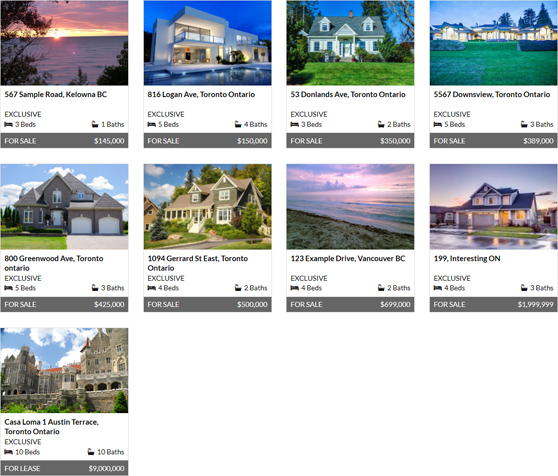 567 Sample Road, Kelowna BC
EXCLUSIVE
3 Beds 1 Baths
FOR SALE $145,000
816 Logan Ave, Toronto Ontario
EXCLUSIVE
5 Beds 4 Baths
FOR SALE $150,000
53 Donlands Ave, Toronto Ontario
EXCLUSIVE
3 Beds 2 Baths
FOR SALE $350,000
5567 Downsview, Toronto Ontario
EXCLUSIVE
5 Beds 3 Baths
FOR SALE $389,000
800 Greenwood Ave, Toronto
ontario
EXCLUSIVE
5 Beds 3 Baths
FOR SALE $425,000
1094 Gerrard St East, Toronto
Ontario
EXCLUSIVE
4 Beds 2 Baths
FOR SALE $500,000
123 Example Drive, Vancouver BC
EXCLUSIVE
4 Beds 2 Baths
FOR SALE $699,000
199, Interesting ON
EXCLUSIVE
4 Beds 3 Baths
FOR SALE $1,999,999
Casa Loma 1 Austin Terrace,
Toronto Ontario
EXCLUSIVE
10 Beds 10 Baths
FOR LEASE $9,000,000